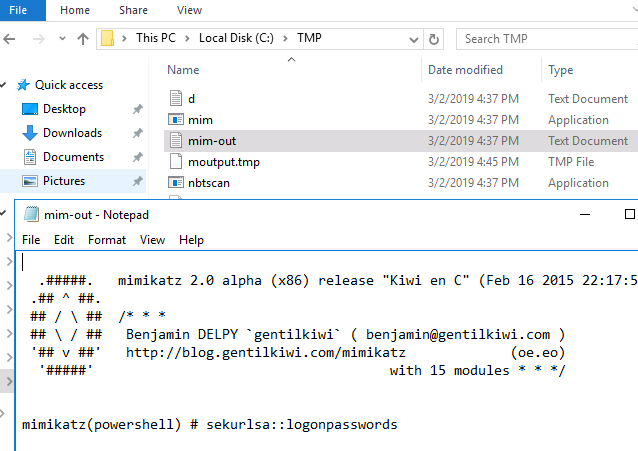 File Home Share View
This PC > Local Disk (C:) > TMP
Search TMP
Name Date modified Type
Quick access
Desktop
Downloads
Documents
Pictures
d 3/2/2019 4:37 PM Text Document
mim 3/2/2019 4:37 PM Application
mim-out 3/2/2019 4:37 PM Text Document
moutput.tmp 3/2/2019 4:45 PM TMP File
nbtscan 3/2/2019 4:37 PM Application
mim-out - Notepad
File Edit Format View Help
.#####. mimikatz 2.0 alpha (x86) release "Kiwi en C" (Feb 16 2015 22:17:5
.## ^ ##.
## / \ ## /* * *
## \ / ## Benjamin DELPY `gentilkiwi` ( benjamin@gentilkiwi.com )
'## v ##' http://blog.gentilkiwi.com/mimikatz (oe.eo)
'#####' with 15 modules * * */
mimikatz(powershell) # sekurlsa::logonpasswords